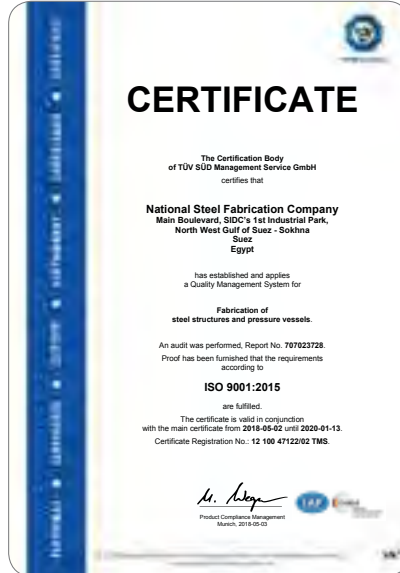 CERTIFICATE
The Certification Body
of TÜV SÜD Management Service GmbH
certifies that
National Steel Fabrication Company
Main Boulevard, SIDC's 1st Industrial Park,
North West Gulf of Suez - Sokhna
Suez
Egypt
has established and applies
a Quality Management System for
Fabrication of
steel structures and pressure vessels.
An audit was performed, Report No. 707023728.
Proof has been furnished that the requirements
according to
ISO 9001:2015
are fulfilled.
The certificate is valid in conjunction
with the main certificate from 2018-05-02 until 2020-01-13.
Certificate Registration No.: 12 100 47122/02 TMS.
Product Compliance Management
Munich, 2018-05-03
IAF